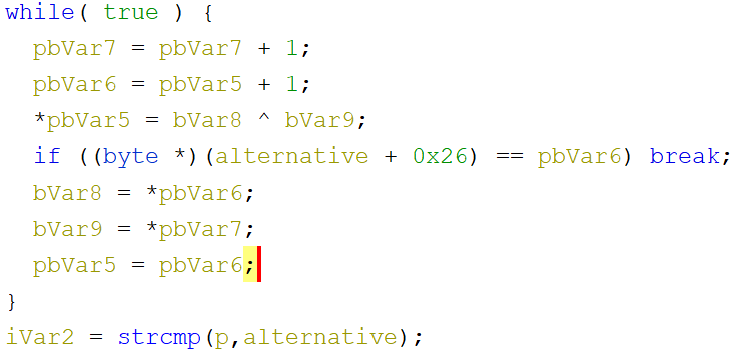 while( true ) {
pbVar7 = pbVar7 + 1;
pbVar6 = pbVar5 + 1;
*pbVar5 = bVar8 ^ bVar9;
if ((byte *)(alternative + 0x26) == pbVar6) break;
bVar8 = *pbVar6;
bVar9 = *pbVar7;
pbVar5 = pbVar6;
}
iVar2 = strcmp(p,alternative);